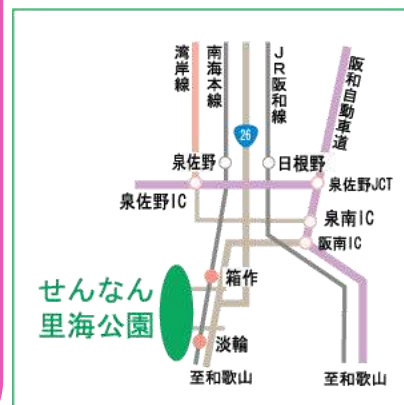 湾岸線
南海本線
JR阪和線
阪和自動車道
26
泉佐野
日根野
泉佐野JCT
泉佐野IC
泉南IC
阪南IC
せんなん
里海公園
箱作
淡輪
至和歌山
至和歌山